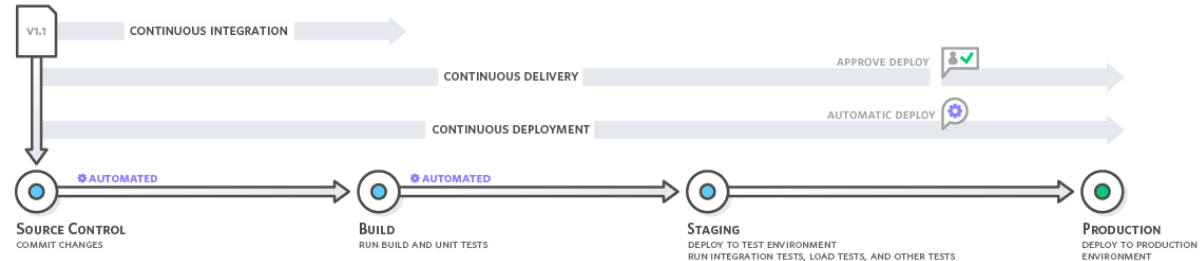 V1.1
CONTINUOUS INTEGRATION
APPROVE DEPLOY
CONTINUOUS DELIVERY
AUTOMATIC DEPLOY
CONTINUOUS DEPLOYMENT
AUTOMATED
AUTOMATED
SOURCE CONTROL
COMMIT CHANGES
BUILD
RUN BUILD AND UNIT TESTS
STAGING
DEPLOY TO TEST ENVIRONMENT
RUN INTEGRATION TESTS, LOAD TESTS, AND OTHER TESTS
PRODUCTION
DEPLOY TO PRODUCTION
ENVIRONMENT